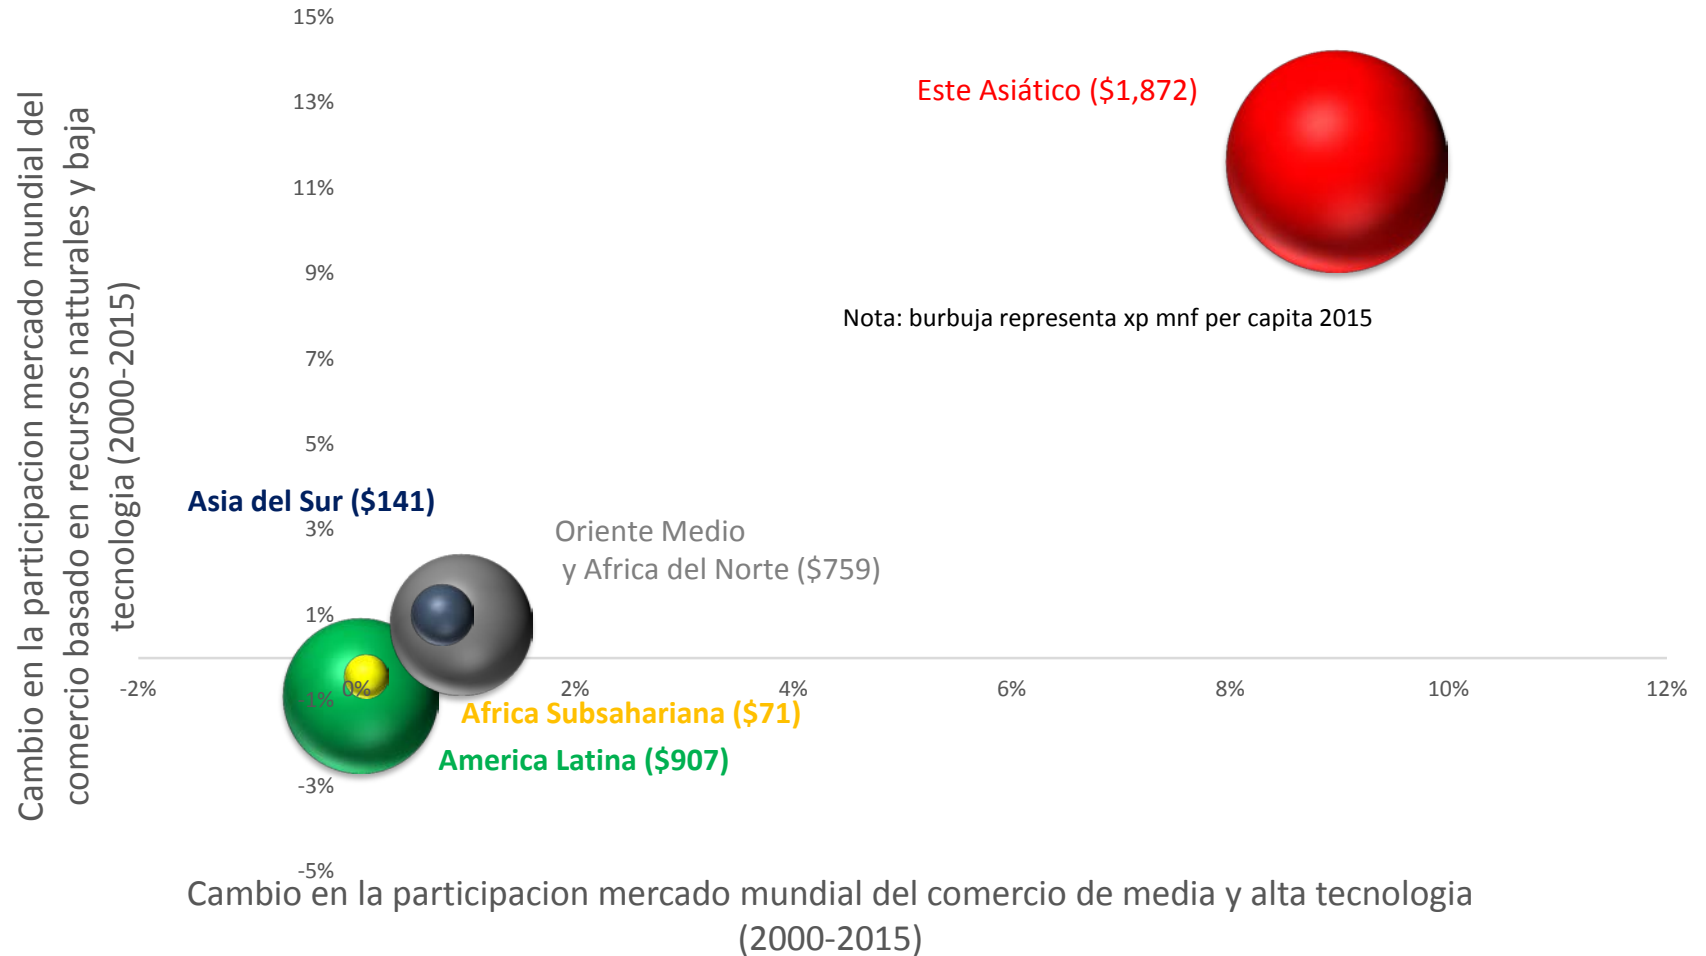 Cambio en la participacion mercado mundial del
comercio basado en recursos natturales y baja
tecnologia (2000-2015)
15%
13%
11%
9%
7%
5%
3%
1%
-1%
-3%
-5%
Este Asiático ($1,872)
Nota: burbuja representa xp mnf per capita 2015
Asia del Sur ($141)
Oriente Medio
y Africa del Norte ($759)
-2%
0%
2%
4%
6%
8%
10%
12%
Africa Subsahariana ($71)
America Latina ($907)
Cambio en la participacion mercado mundial del comercio de media y alta tecnologia
(2000-2015)